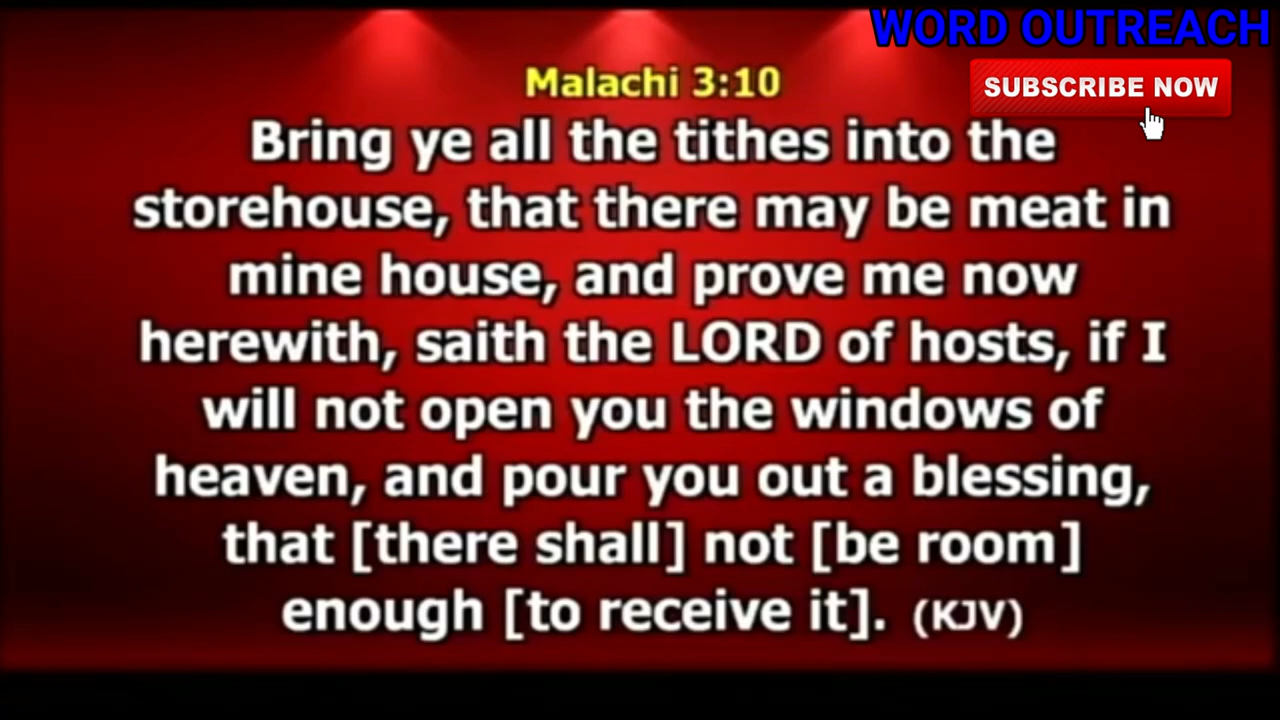 WORD OUTREACH
SUBSCRIBE NOW
Malachi 3:10
Bring ye all the tithes into the
storehouse, that there may be meat in
mine house, and prove me now
herewith, saith the LORD of hosts, if I
will not open you the windows of
heaven, and pour you out a blessing,
that [there shall] not [be room]
enough [to receive it]. (KJV)